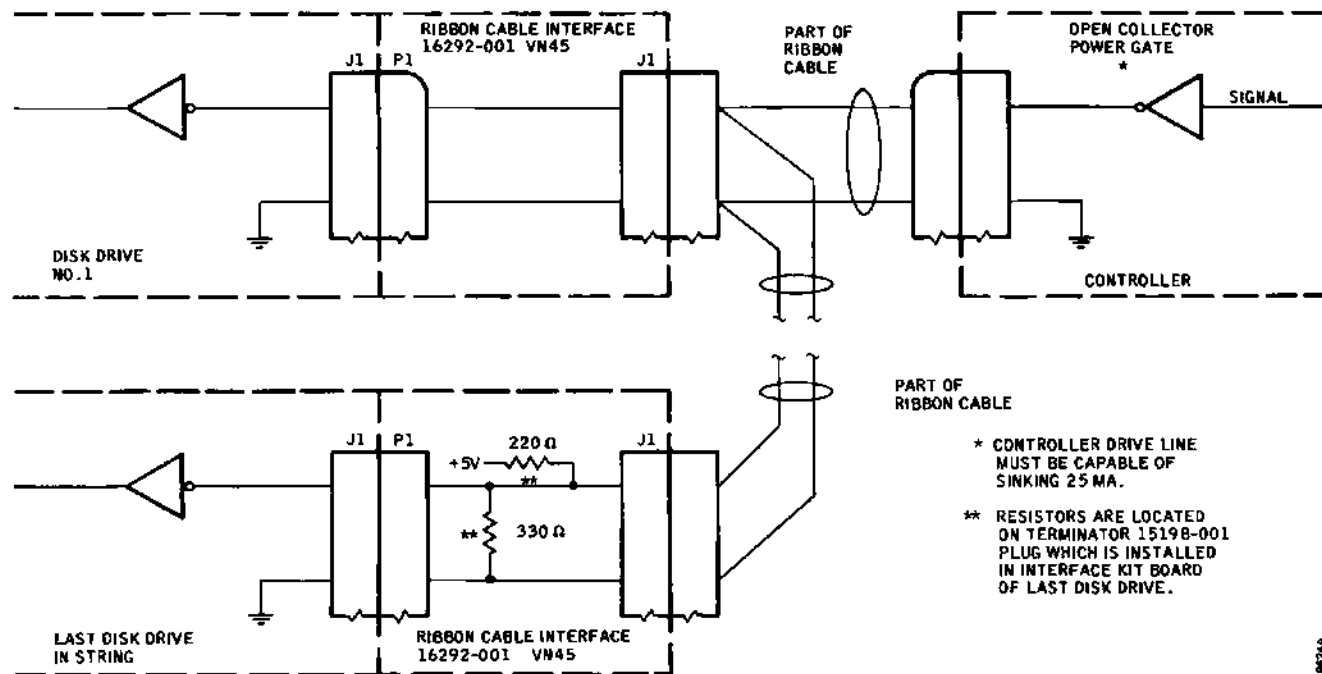 RIBBON CABLE INTERFACE
16292-001 VN45
PART OF
RIBBON
CABLE
OPEN COLLECTOR
POWER GATE
*
J1 P1
J1
SIGNAL
DISK DRIVE
NO.1
CONTROLLER
PART OF
RIBBON CABLE
J1 P1
J1
220 Ω
+5V
**
** 330 Ω
* CONTROLLER DRIVE LINE
MUST BE CAPABLE OF
SINKING 25 MA.
** RESISTORS ARE LOCATED
ON TERMINATOR 15198-001
PLUG WHICH IS INSTALLED
IN INTERFACE KIT BOARD
OF LAST DISK DRIVE.
LAST DISK DRIVE
IN STRING
RIBBON CABLE INTERFACE
16292-001 VN45